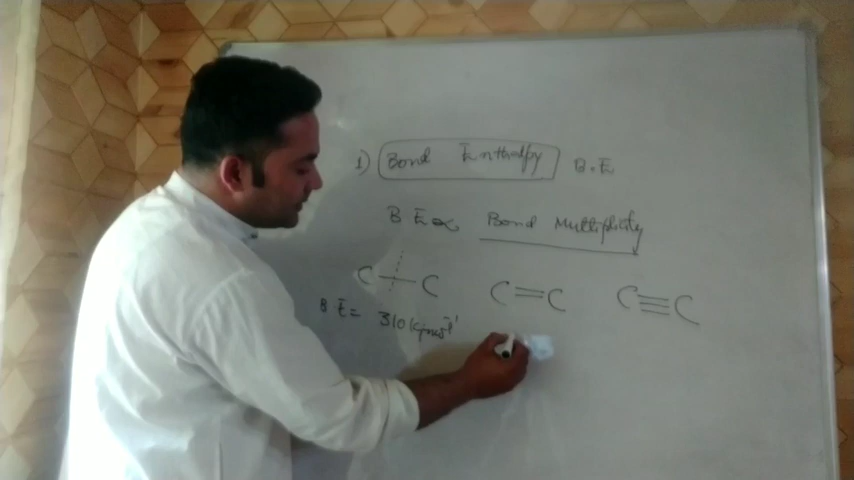 1) Bond Enthalpy B.E
B E ∝ Bond Multiplicity
C—C C=C C≡C
B.E = 310 kjmol⁻¹